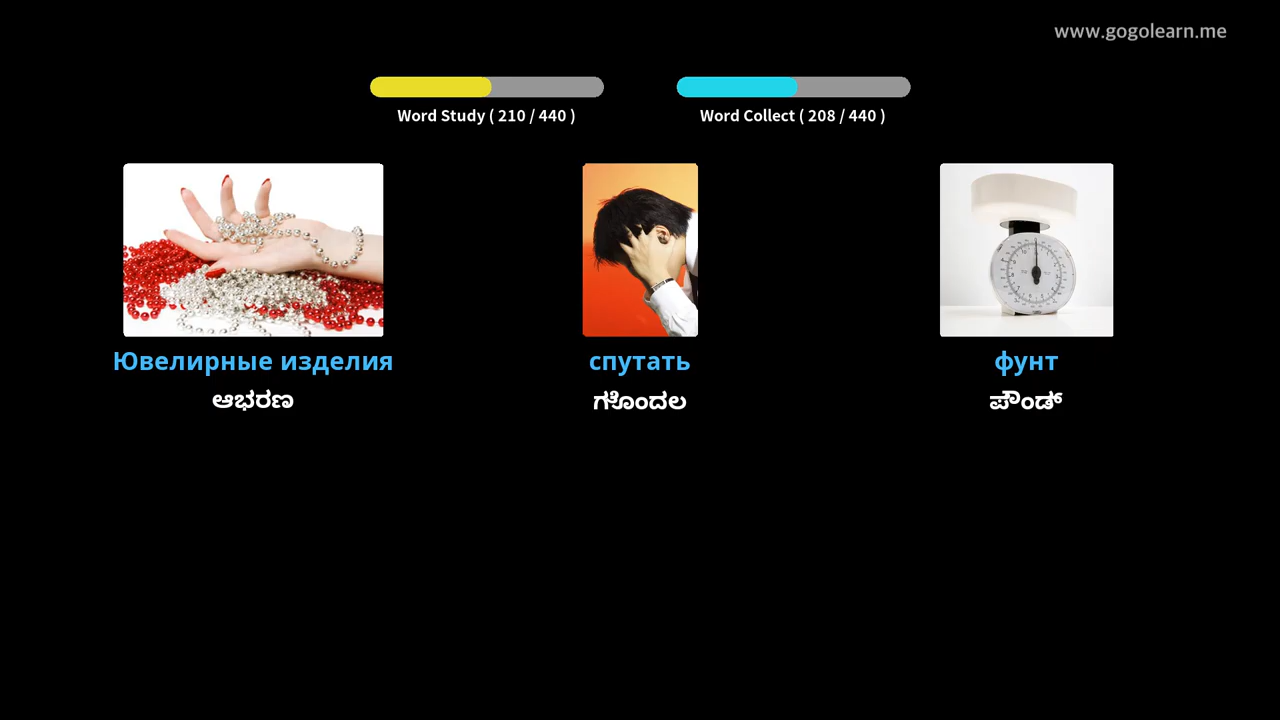 www.gogolearn.me
Word Study ( 210 / 440 )
Word Collect ( 208 / 440 )
Ювелирные изделия
спутать
фунт
ಆಭರಣ
ಗೊಂದಲ
ಪೌಂಡ್